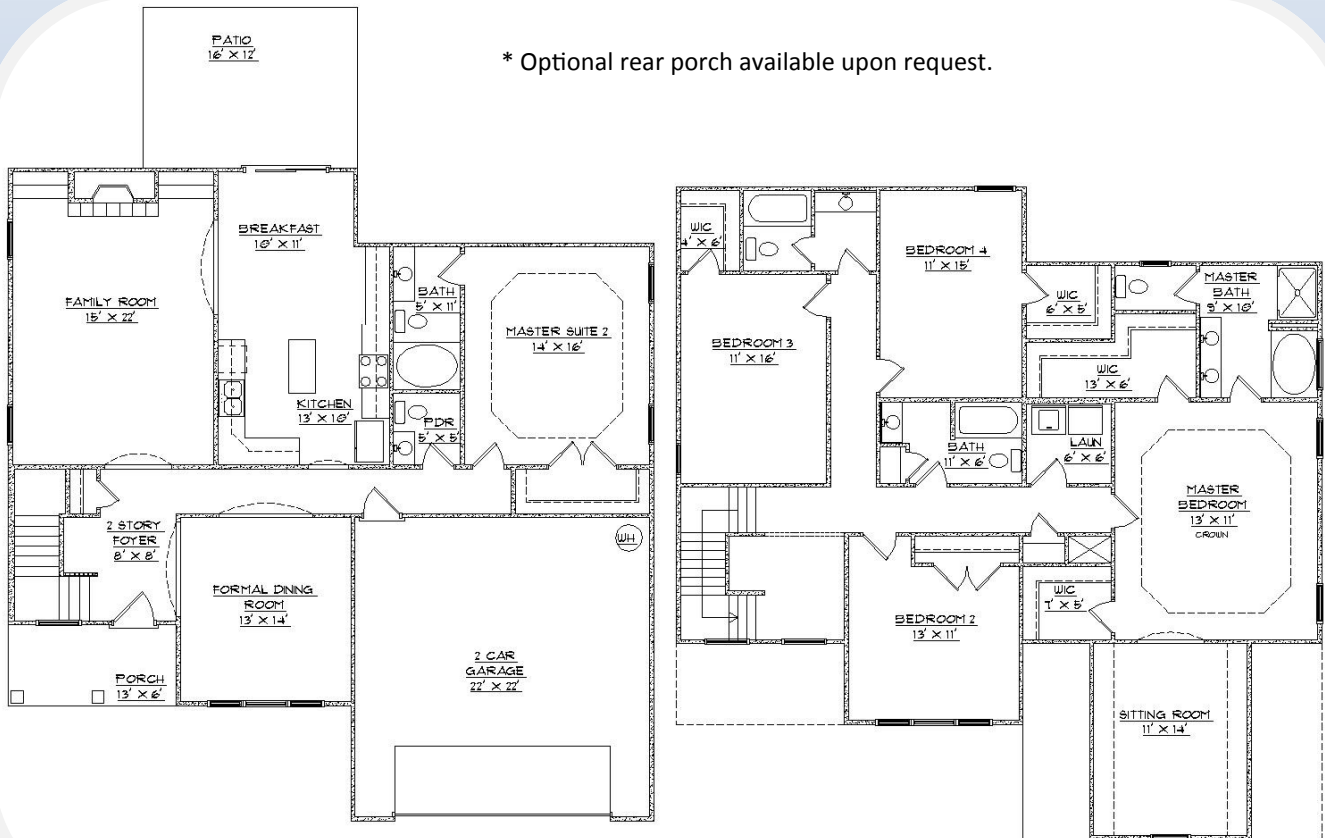 PATIO
16' X 12'
* Optional rear porch available upon request.
BREAKFAST
10' X 11'
FAMILY ROOM
15' X 22'
BATH
5' X 11'
MASTER SUITE 2
14' X 16'
KITCHEN
13' X 10'
PDR
5' X 5'
2 STORY
FOYER
8' X 8'
WH
FORMAL DINING
ROOM
13' X 14'
2 CAR
GARAGE
22' X 22'
PORCH
13' X 6'
WIC
4' X 6'
BEDROOM 4
11' X 15'
WIC
6' X 5'
MASTER
BATH
9' X 10'
BEDROOM 3
11' X 16'
WIC
13' X 6'
BATH
11' X 6'
LAUN
6' X 6'
MASTER
BEDROOM
13' X 11'
CROWN
WIC
7' X 5'
BEDROOM 2
13' X 11'
SITTING ROOM
11' X 14'